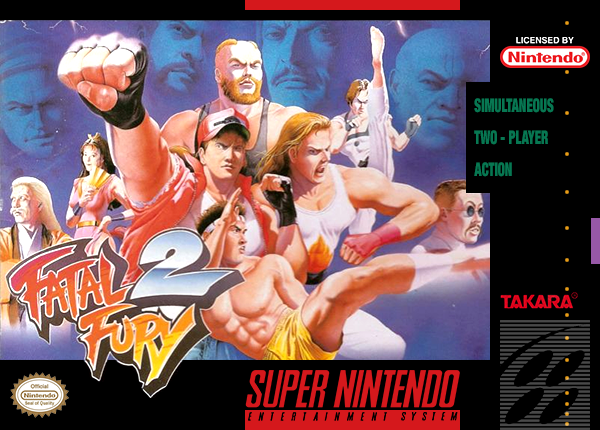 LICENSED BY
Nintendo®
SIMULTANEOUS
TWO - PLAYER
ACTION
FATAL
FURY
2
TAKARA®
Official
Nintendo
Seal of Quality
SUPER NINTENDO
ENTERTAINMENT SYSTEM